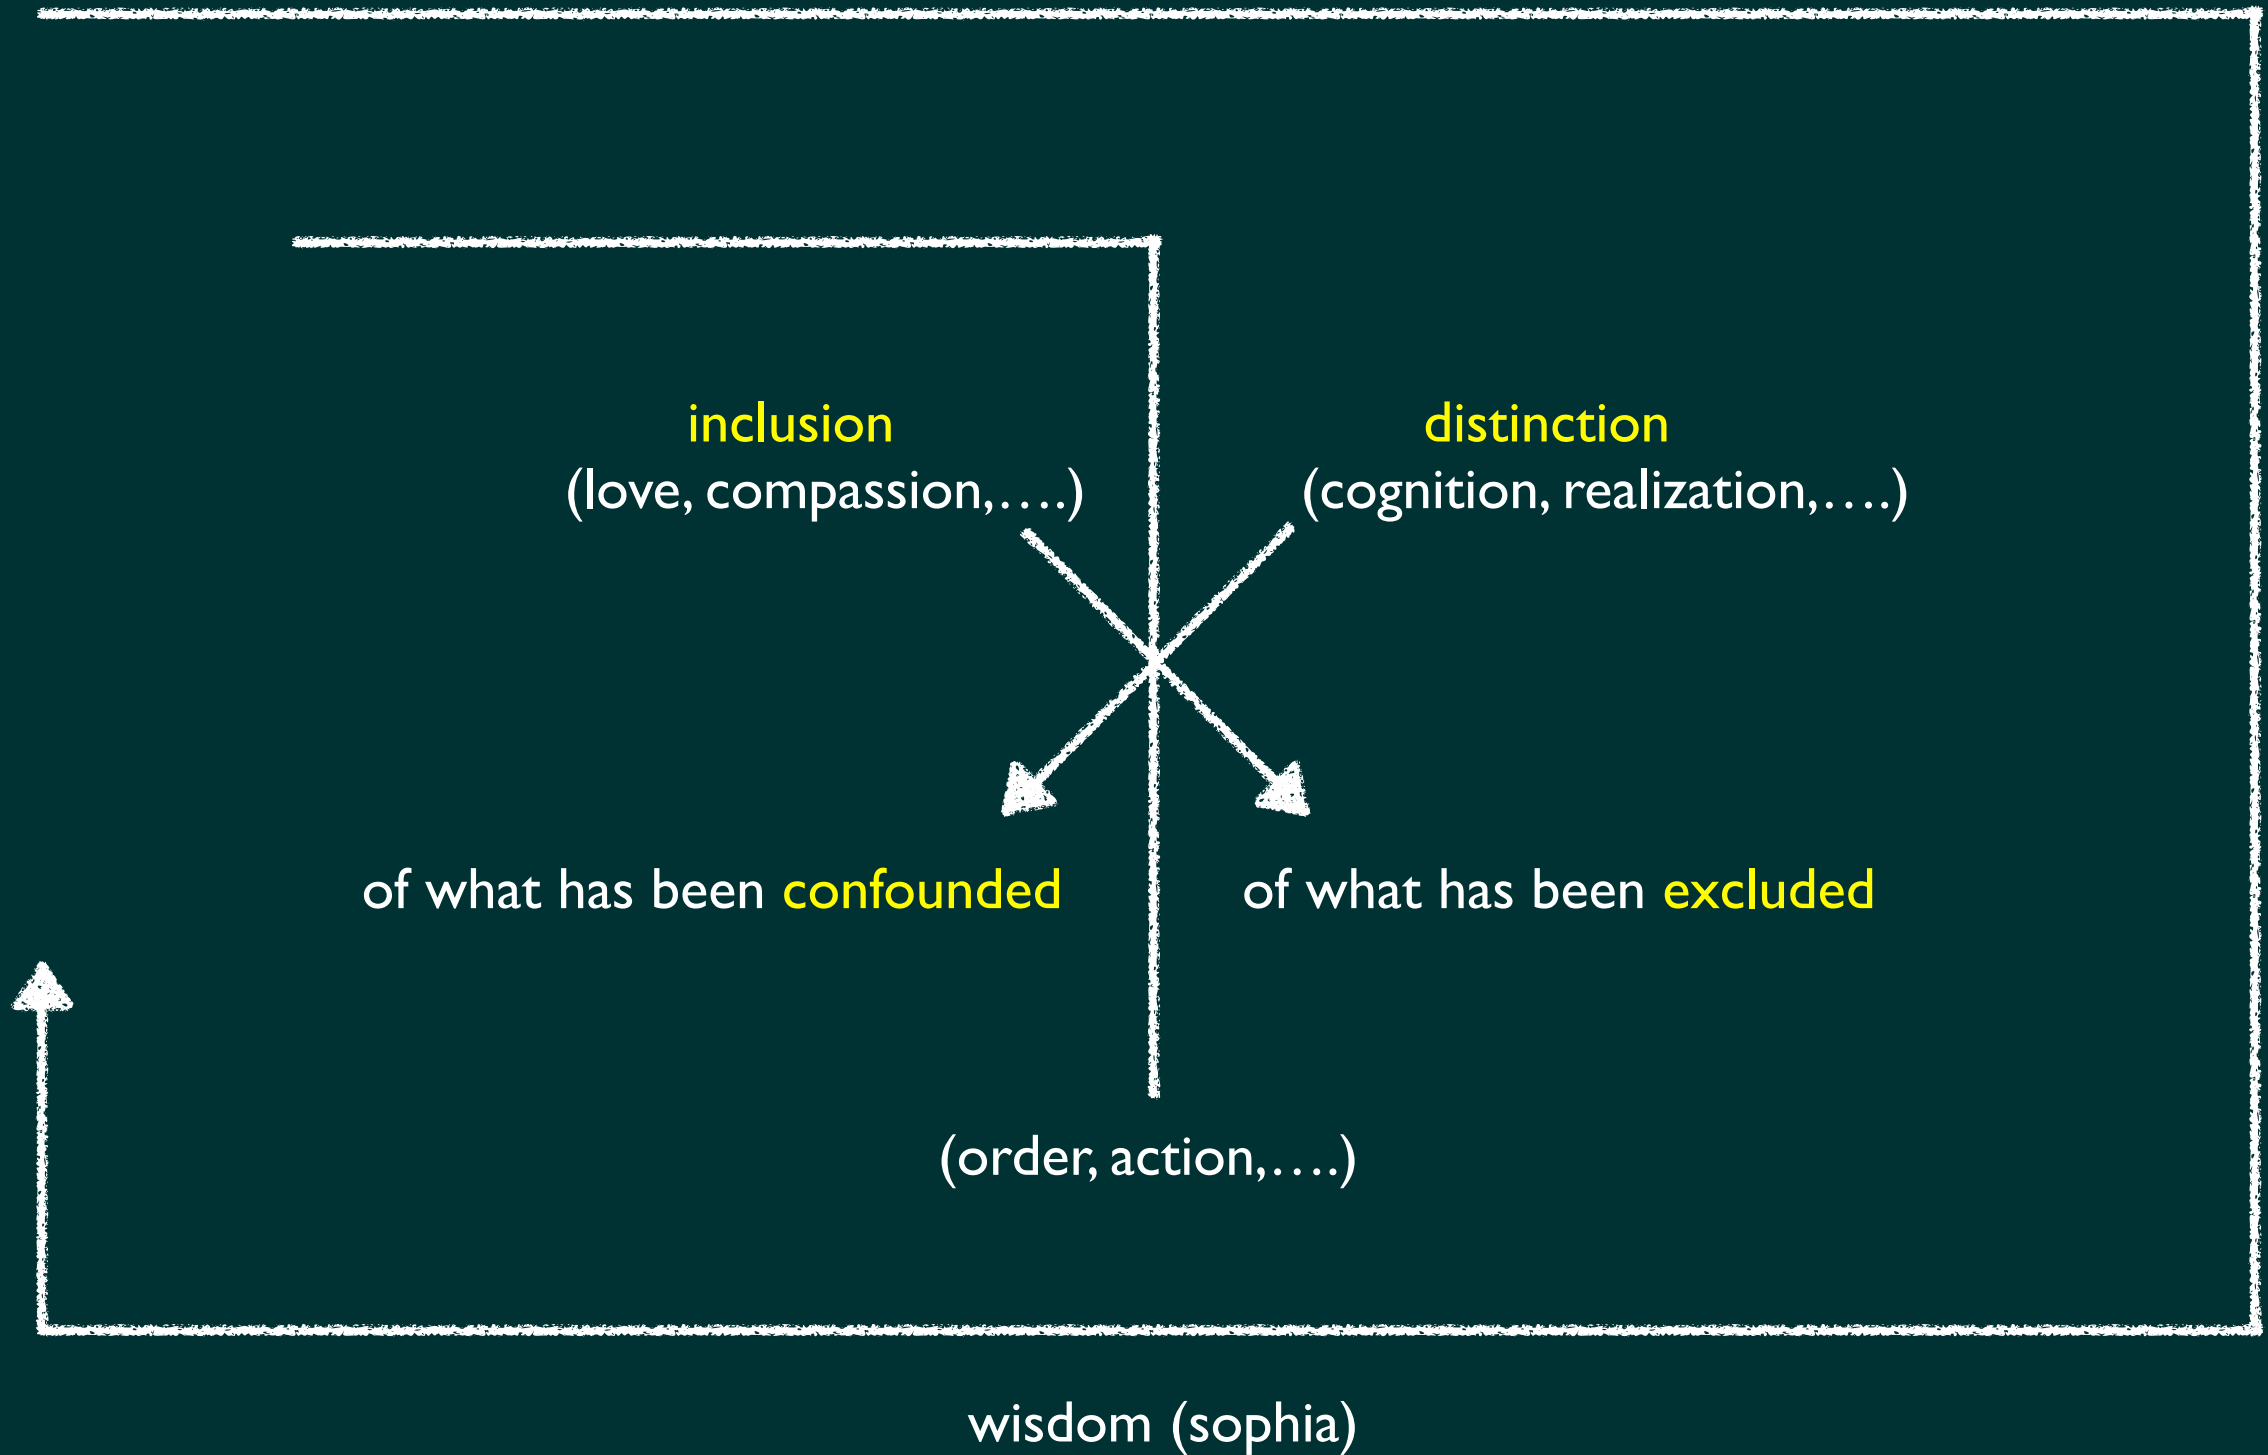 inclusion
distinction
(love, compassion,….)
(cognition, realization,….)
of what has been confounded
of what has been excluded
(order, action,….)
wisdom (sophia)